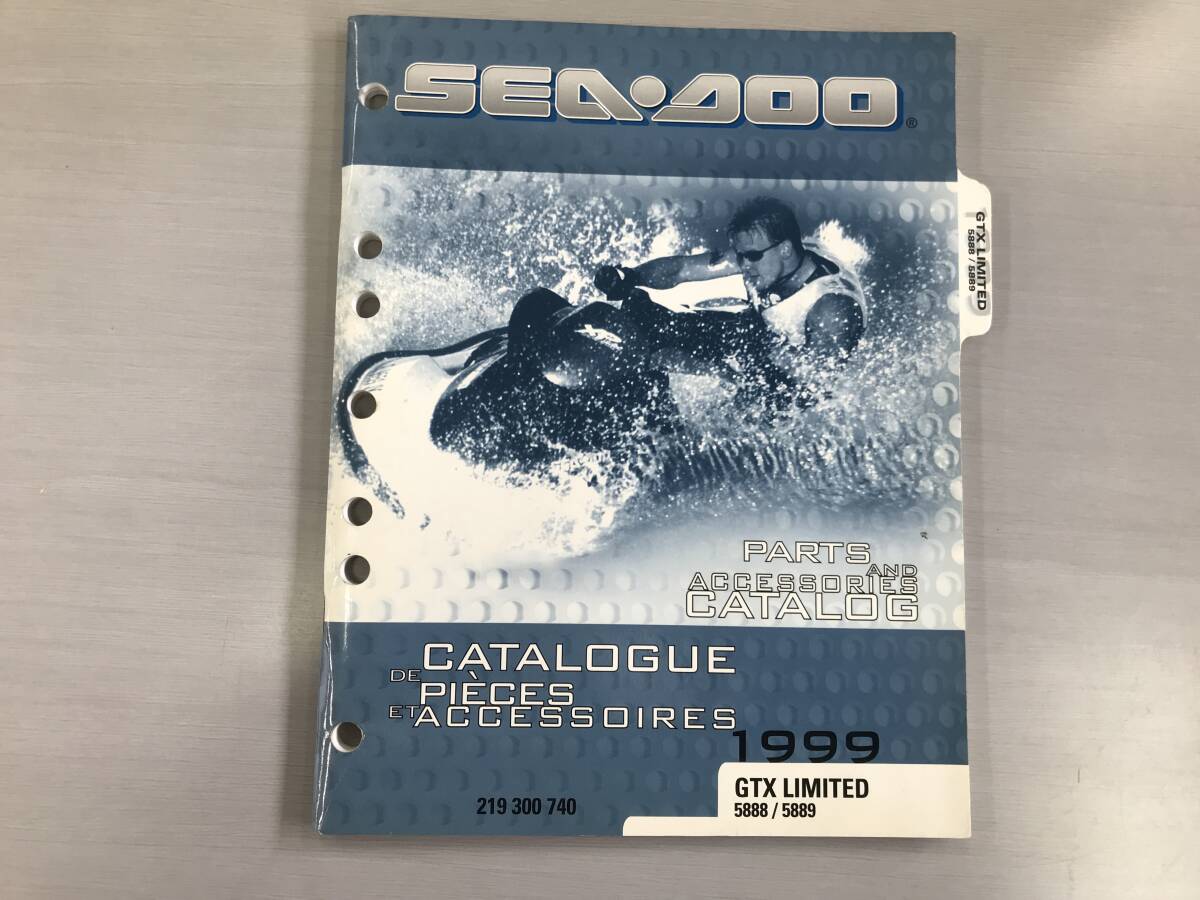 SEA•DOO®
GTX LIMITED
5888 / 5889
PARTS
AND
ACCESSORIES
CATALOG
CATALOGUE
DE
PIÈCES
ET ACCESSOIRES
1999
GTX LIMITED
5888 / 5889
219 300 740